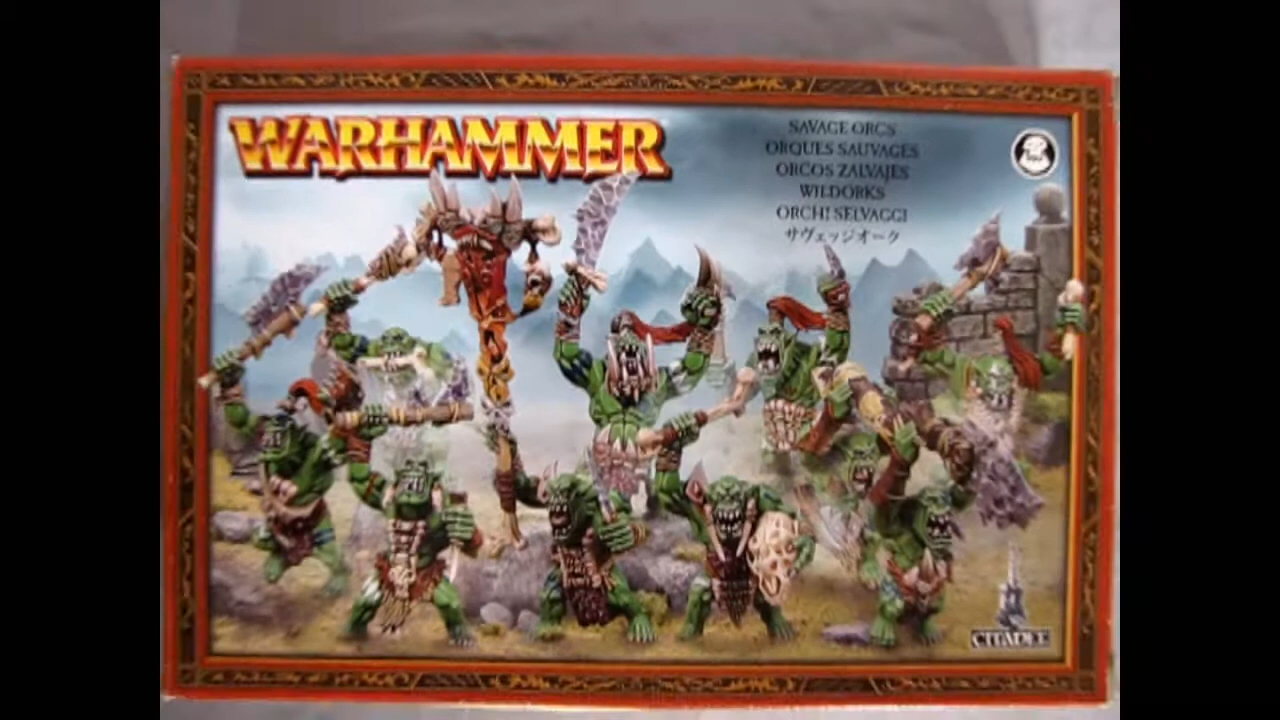 WARHAMMER
SAVAGE ORCS
ORQUES SAUVAGES
ORCOS ZALVAJES
WILDORKS
ORCHI SELVAGGI
サヴェッジオーク
CITADEL